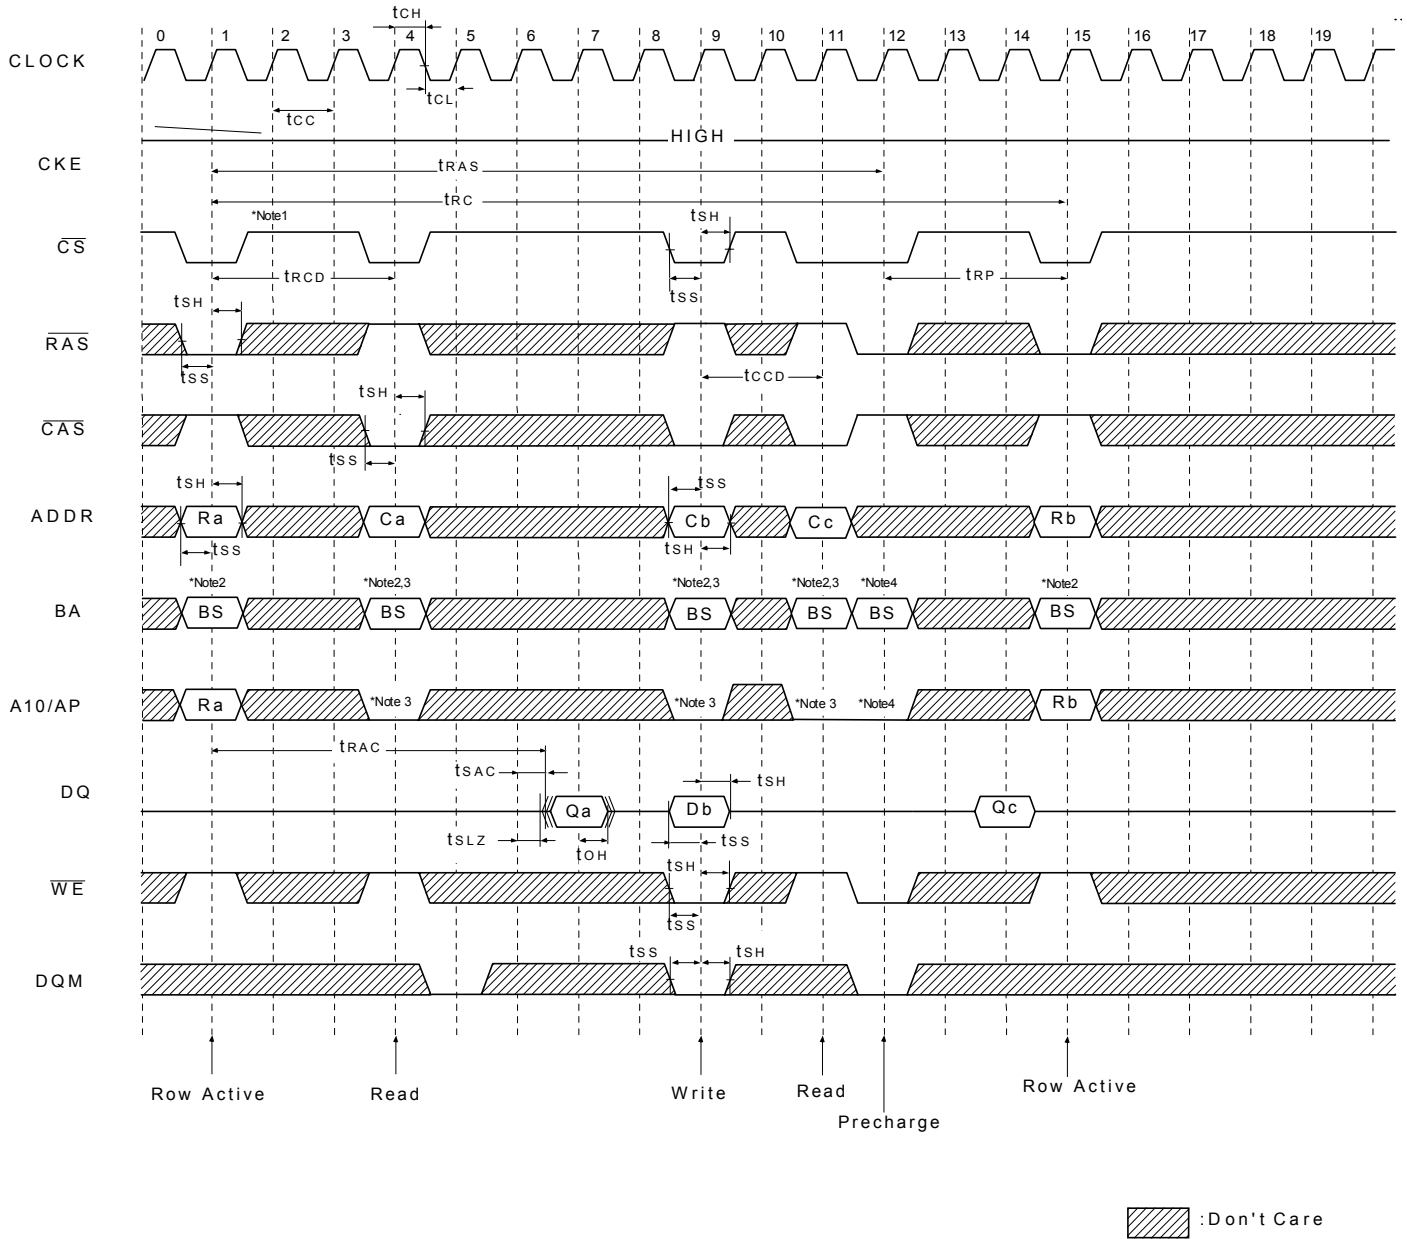 tCH
0 1 2 3 4 5 6 7 8 9 10 11 12 13 14 15 16 17 18 19
CLOCK
tCL
tCC
HIGH
CKE
tRAS
tRC
*Note1
tSH
CS
tRCD
tSS
tRP
tSH
RAS
tSS
tCCD
tSH
CAS
tSS
tSH
tSS
ADDR
Ra Ca Cb Cc Rb
tSS
tSH
*Note2 *Note2,3 *Note2,3 *Note2,3 *Note4 *Note2
BA
BS BS BS BS BS BS
A10/AP
Ra *Note 3 *Note 3 *Note 3 *Note4 Rb
tRAC
tSAC
tSH
DQ
Qa Db Qc
tSLZ
tOH
tSS
tSH
WE
tSS
tSS
tSH
DQM
Row Active Read Write Read Row Active
Precharge
:Don't Care